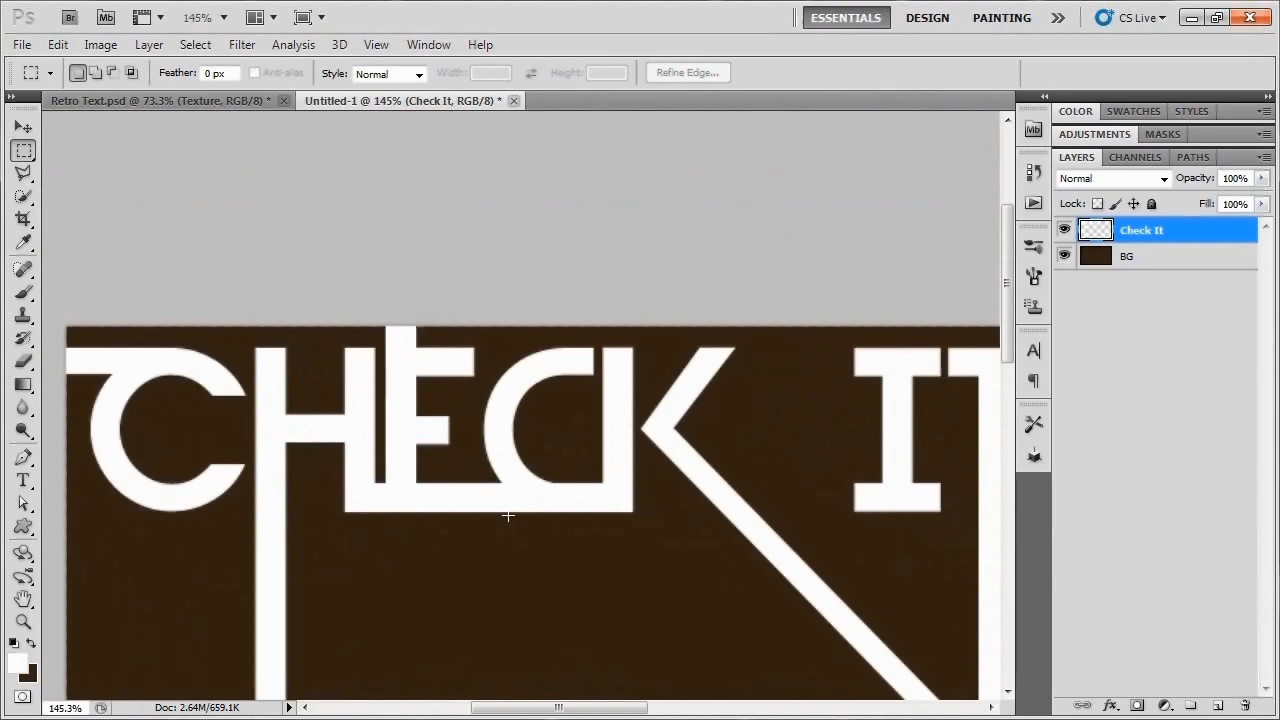 Ps Br Mb 145% ESSENTIALS DESIGN PAINTING CS Live
File Edit Image Layer Select Filter Analysis 3D View Window Help
Feather: 0 px Anti-alias Style: Normal Width: Height: Refine Edge...
Retro Text.psd @ 73.3% (Texture, RGB/8) * Untitled-1 @ 145% (Check It, RGB/8) *
COLOR SWATCHES STYLES
ADJUSTMENTS MASKS
LAYERS CHANNELS PATHS
Normal Opacity: 100%
Lock: Fill: 100%
Check It
BG
Mb
CHECK IT
145.3% Doc: 2.64M/659.1K